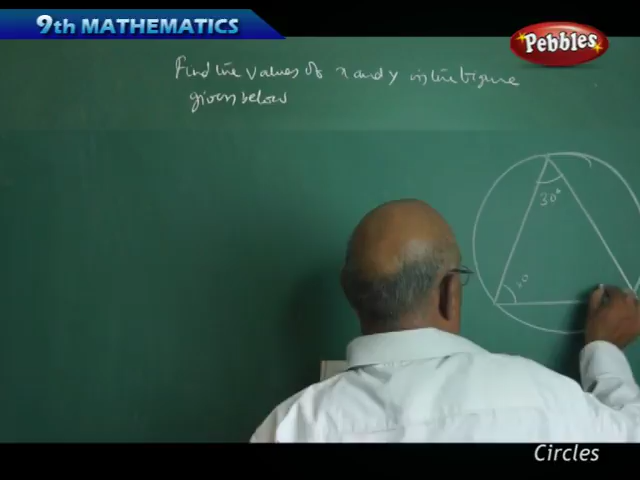 9th MATHEMATICS
Pebbles
Find the values of x and y in the figure
given below
30°
Circles